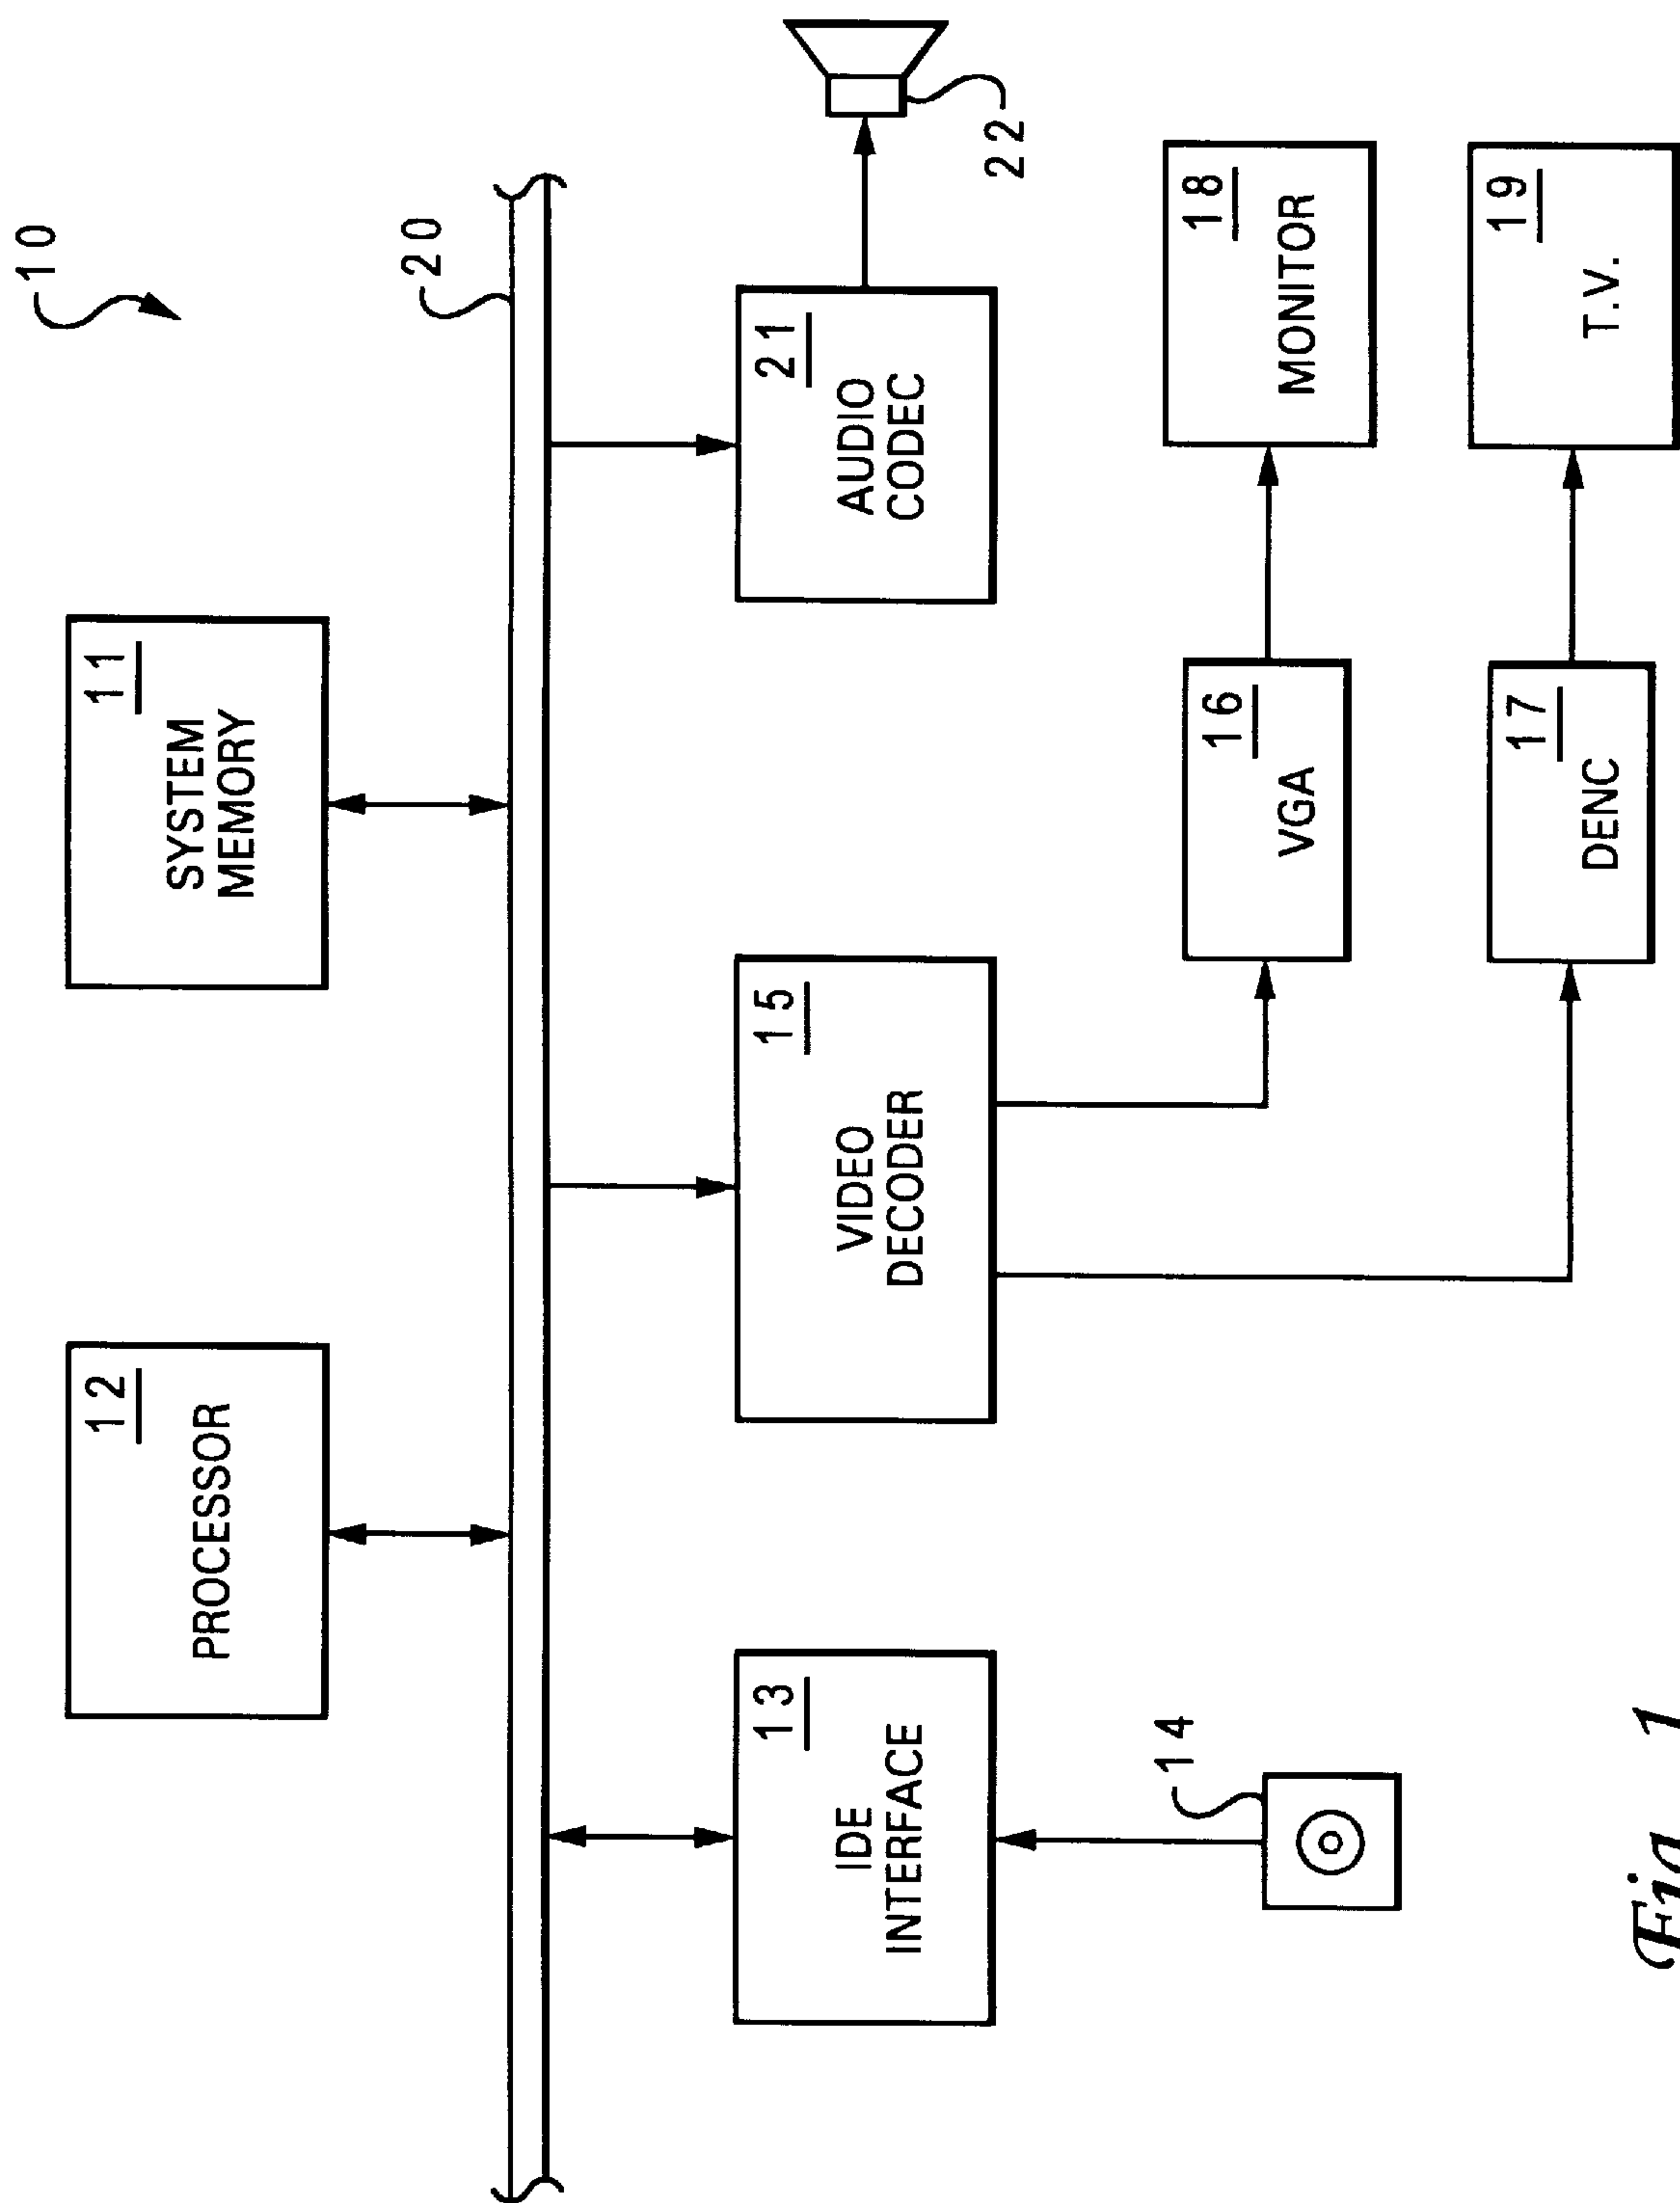 10
12
PROCESSOR
11
SYSTEM
MEMORY
20
13
IDE
INTERFACE
15
VIDEO
DECODER
21
AUDIO
CODEC
22
14
16
VGA
18
MONITOR
17
DENC
19
T.V.
Fig. 1